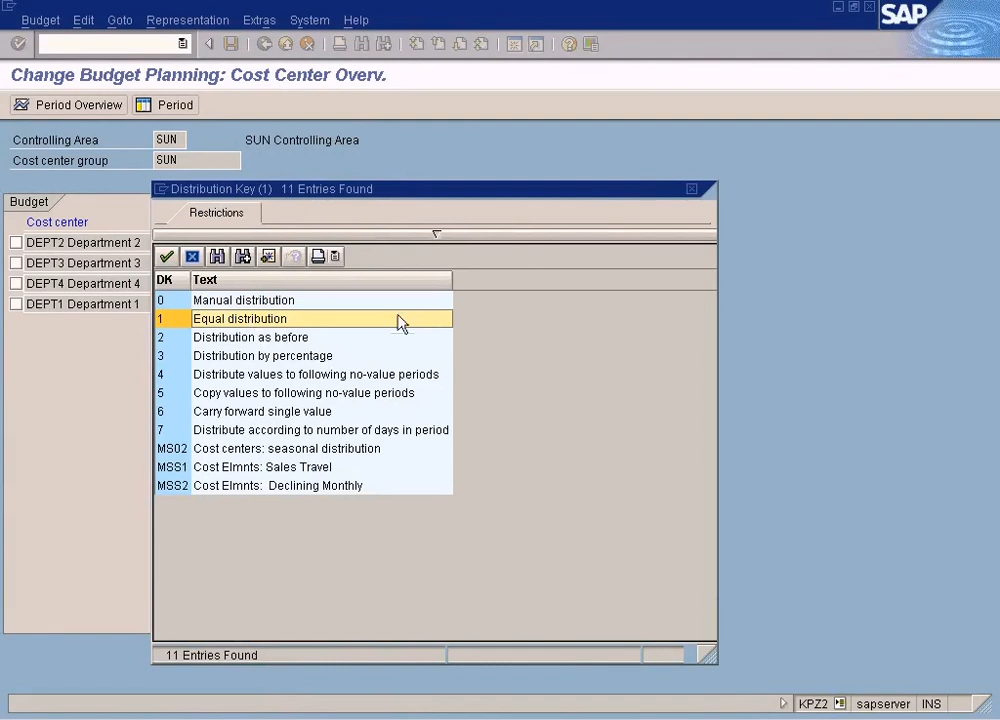 Budget Edit Goto Representation Extras System Help
SAP
Change Budget Planning: Cost Center Overv.
Period Overview Period
Controlling Area SUN SUN Controlling Area
Cost center group SUN
Budget
Cost center
DEPT2 Department 2
DEPT3 Department 3
DEPT4 Department 4
DEPT1 Department 1
Distribution Key (1) 11 Entries Found
Restrictions
DK Text
0 Manual distribution
1 Equal distribution
2 Distribution as before
3 Distribution by percentage
4 Distribute values to following no-value periods
5 Copy values to following no-value periods
6 Carry forward single value
7 Distribute according to number of days in period
MS02 Cost centers: seasonal distribution
MSS1 Cost Elmnts: Sales Travel
MSS2 Cost Elmnts: Declining Monthly
11 Entries Found
KPZ2 sapserver INS